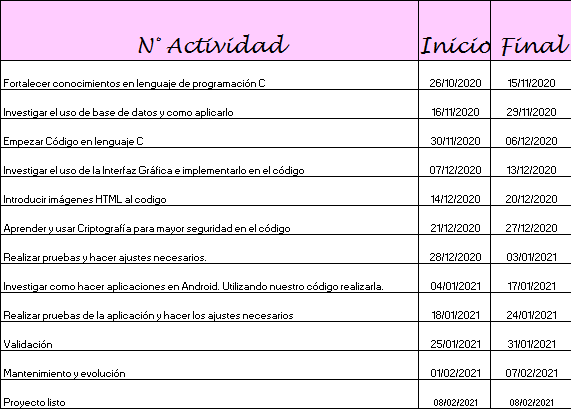 N° Actividad Inicio Final
Fortalecer conocimientos en lenguaje de programación C 26/10/2020 15/11/2020
Investigar el uso de base de datos y como aplicarlo 16/11/2020 29/11/2020
Empezar Código en lenguaje C 30/11/2020 06/12/2020
Investigar el uso de la Interfaz Gráfica e implementarlo en el código 07/12/2020 13/12/2020
Introducir imágenes HTML al codigo 14/12/2020 20/12/2020
Aprender y usar Criptografía para mayor seguridad en el código 21/12/2020 27/12/2020
Realizar pruebas y hacer ajustes necesarios. 28/12/2020 03/01/2021
Investigar como hacer aplicaciones en Android. Utilizando nuestro código realizarla. 04/01/2021 17/01/2021
Realizar pruebas de la aplicación y hacer los ajustes necesarios 18/01/2021 24/01/2021
Validación 25/01/2021 31/01/2021
Mantenimiento y evolución 01/02/2021 07/02/2021
Proyecto listo 08/02/2021 08/02/2021